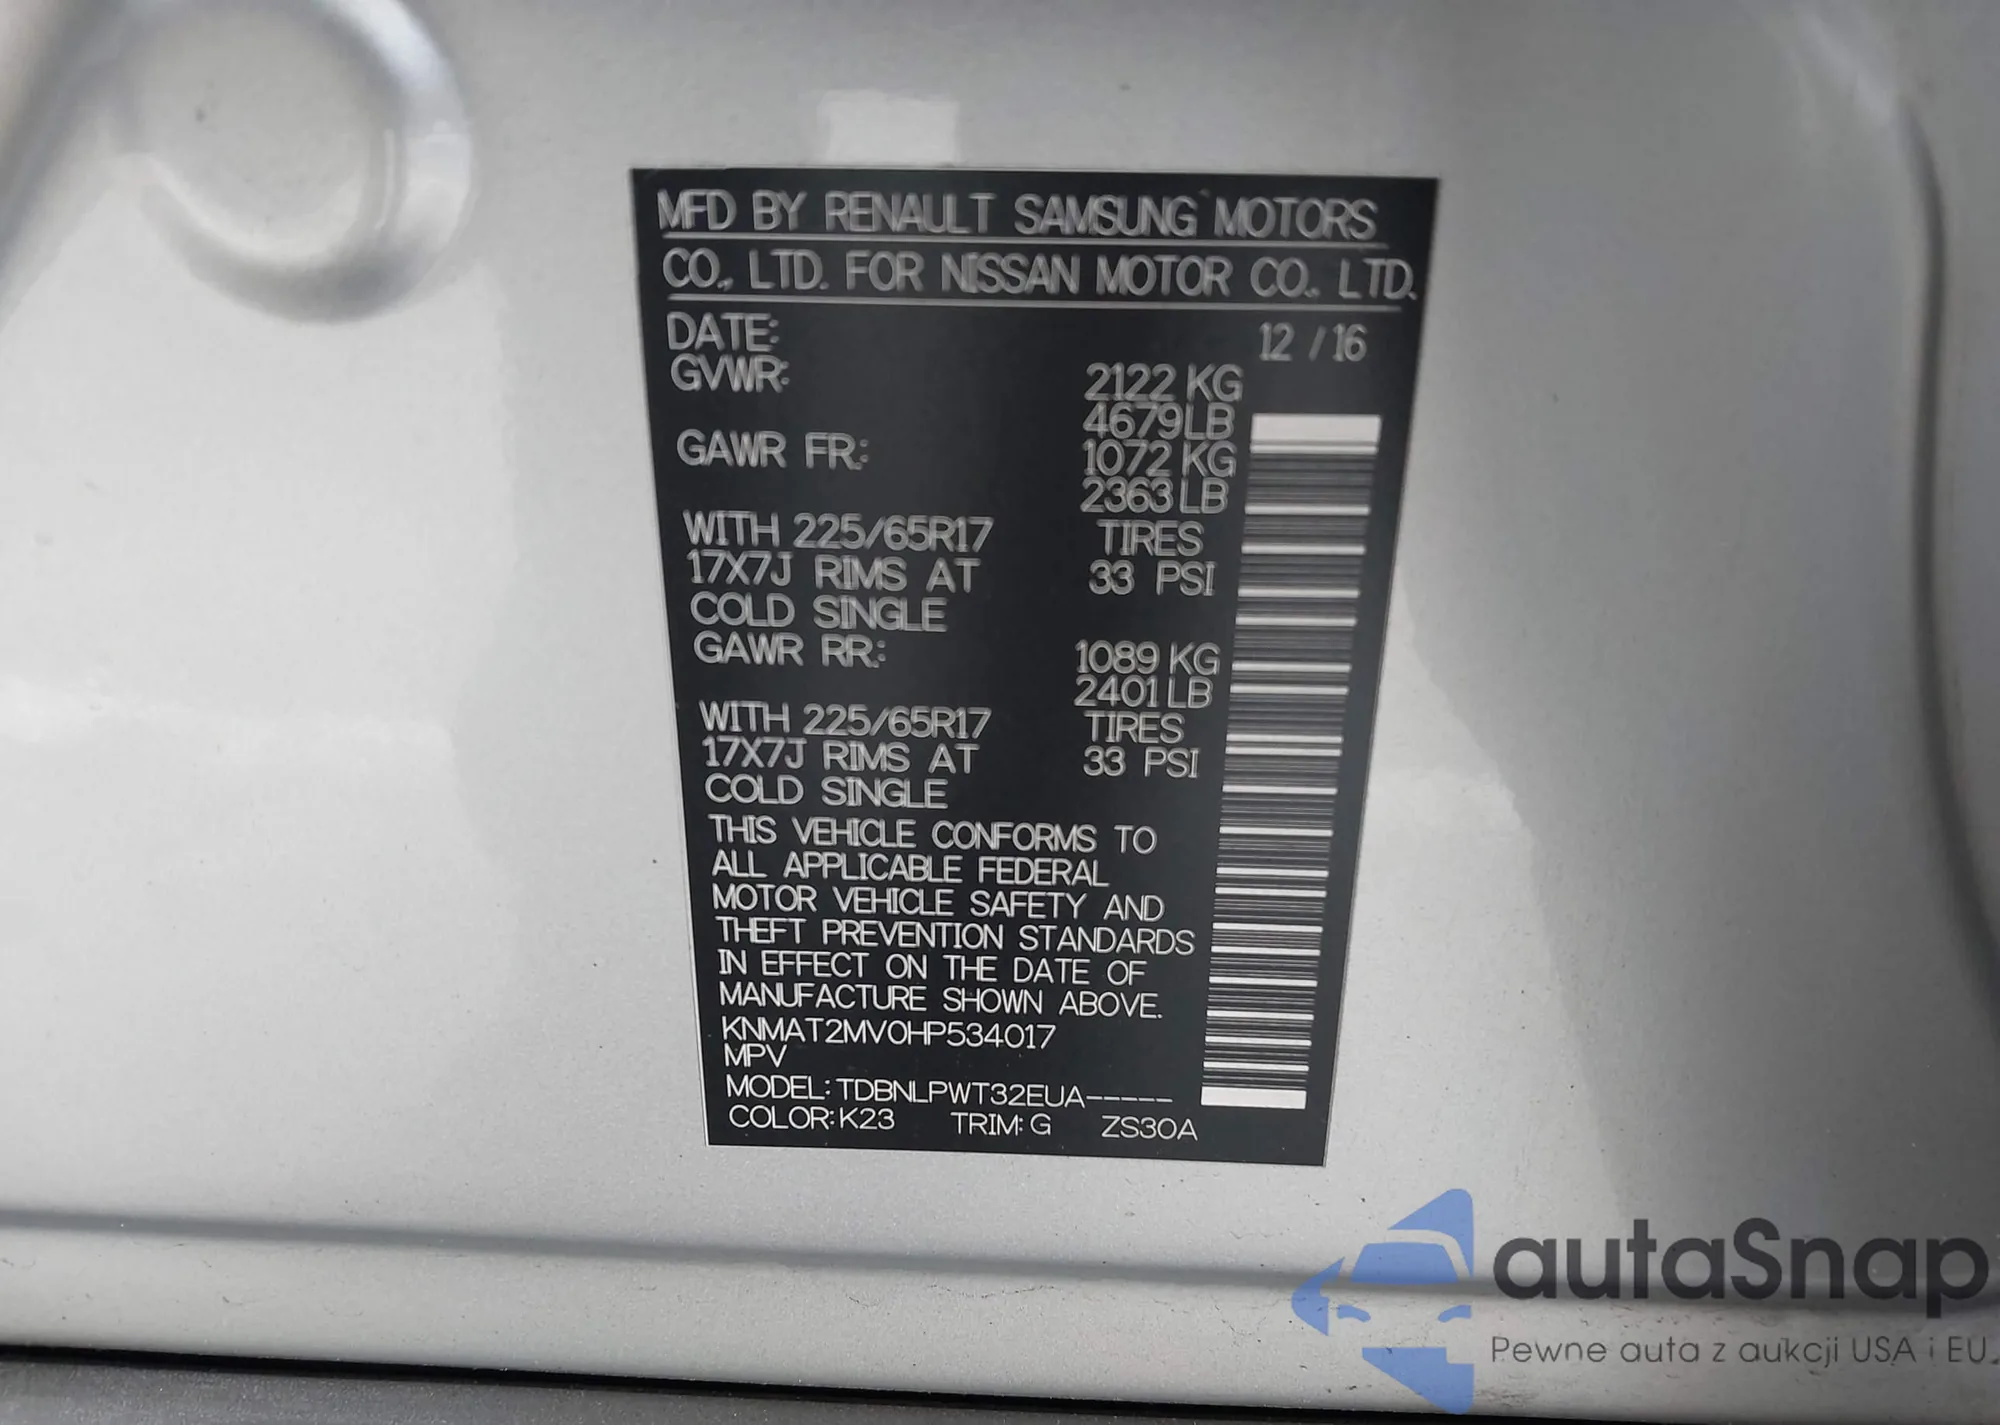 MFD BY RENAULT SAMSUNG MOTORS
CO., LTD. FOR NISSAN MOTOR CO., LTD.
DATE: 12 / 16
GVWR: 2122 KG
4679 LB
GAWR FR: 1072 KG
2363 LB
WITH 225/65R17 TIRES
17X7J RIMS AT 33 PSI
COLD SINGLE
GAWR RR: 1089 KG
2401 LB
WITH 225/65R17 TIRES
17X7J RIMS AT 33 PSI
COLD SINGLE
THIS VEHICLE CONFORMS TO
ALL APPLICABLE FEDERAL
MOTOR VEHICLE SAFETY AND
THEFT PREVENTION STANDARDS
IN EFFECT ON THE DATE OF
MANUFACTURE SHOWN ABOVE.
KNMAT2MV0HP534017
MPV
MODEL: TDBNLPWT32EUA-----
COLOR: K23 TRIM: G ZS30A
autaSnap
Pewne auta z aukcji USA i EU.